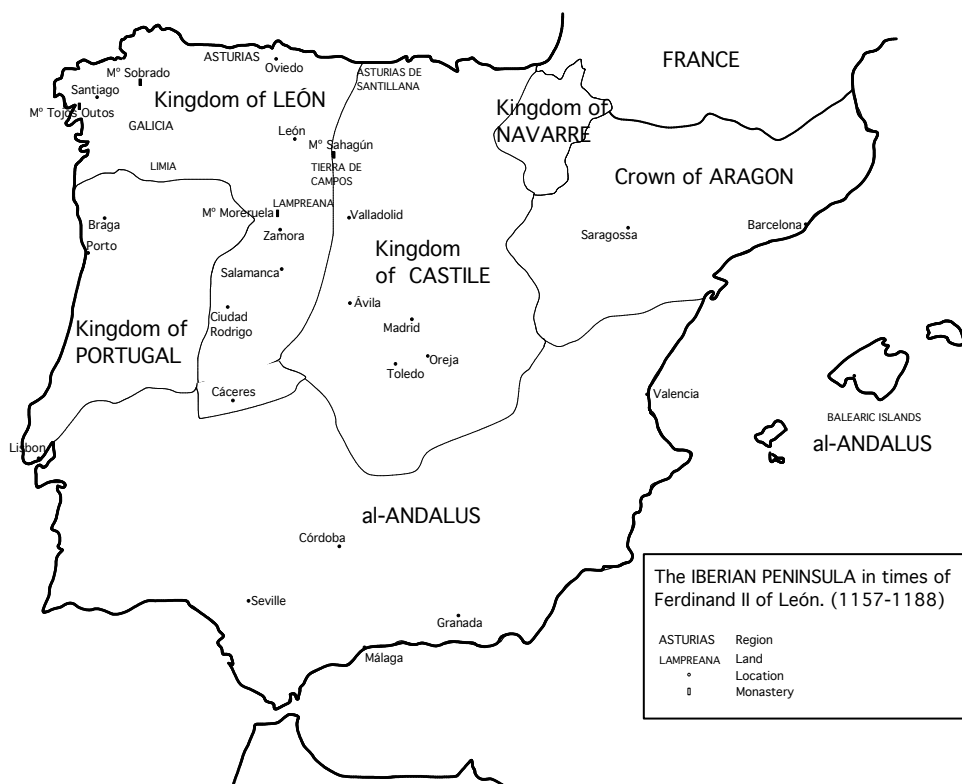 FRANCE
ASTURIAS
Oviedo
ASTURIAS DE
SANTILLANA
Mº Sobrado
Santiago
Kingdom of LEÓN
Kingdom of
NAVARRE
Mº Tojos Outos
GALICIA
León
Mº Sahagún
LIMIA
TIERRA DE
CAMPOS
Crown of ARAGON
LAMPREANA
Mº Moreruela
Valladolid
Braga
Zamora
Saragossa
Barcelona
Porto
Kingdom
of CASTILE
Salamanca
Ávila
Ciudad
Rodrigo
Madrid
Kingdom of
PORTUGAL
Oreja
Toledo
Cáceres
Valencia
BALEARIC ISLANDS
al-ANDALUS
Lisbon
al-ANDALUS
Córdoba
Seville
Granada
Málaga
The IBERIAN PENINSULA in times of
Ferdinand II of León. (1157-1188)
ASTURIAS Region
LAMPREANA Land
Location
Monastery